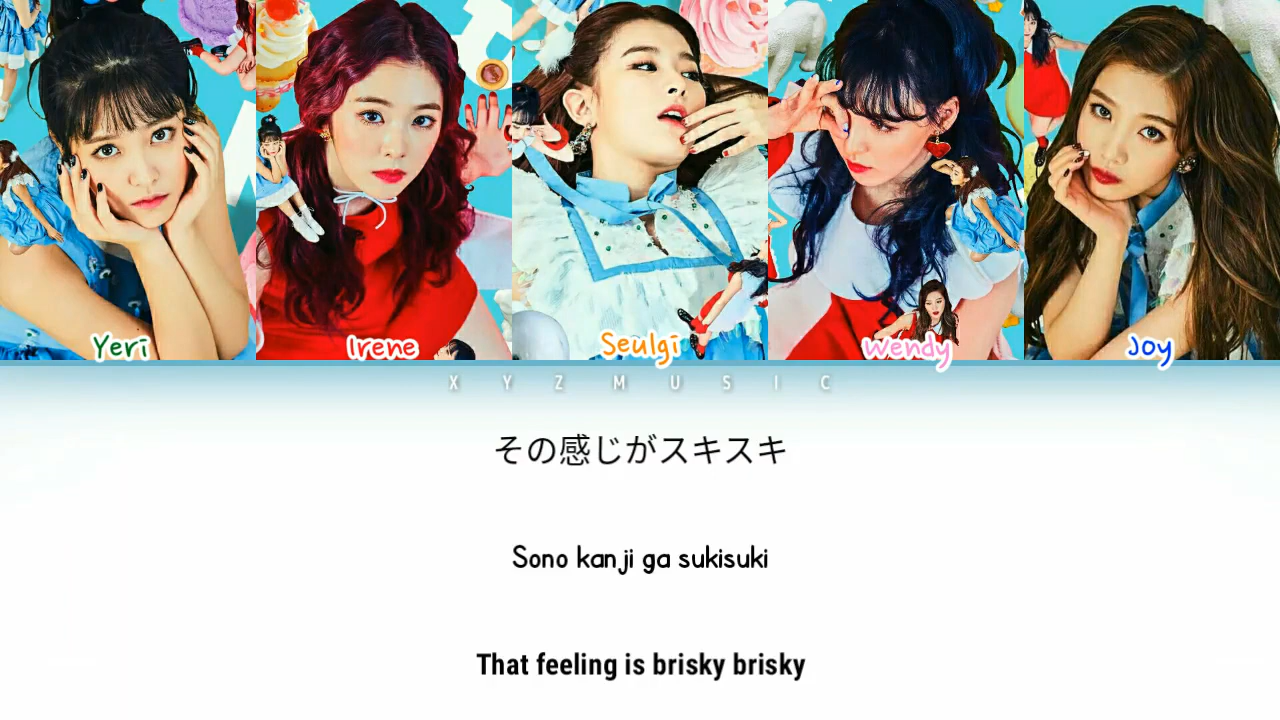 Yeri
Irene
Seulgi
Wendy
Joy
X Y Z M U S I C
その感じがスキスキ
Sono kanji ga sukisuki
That feeling is brisky brisky